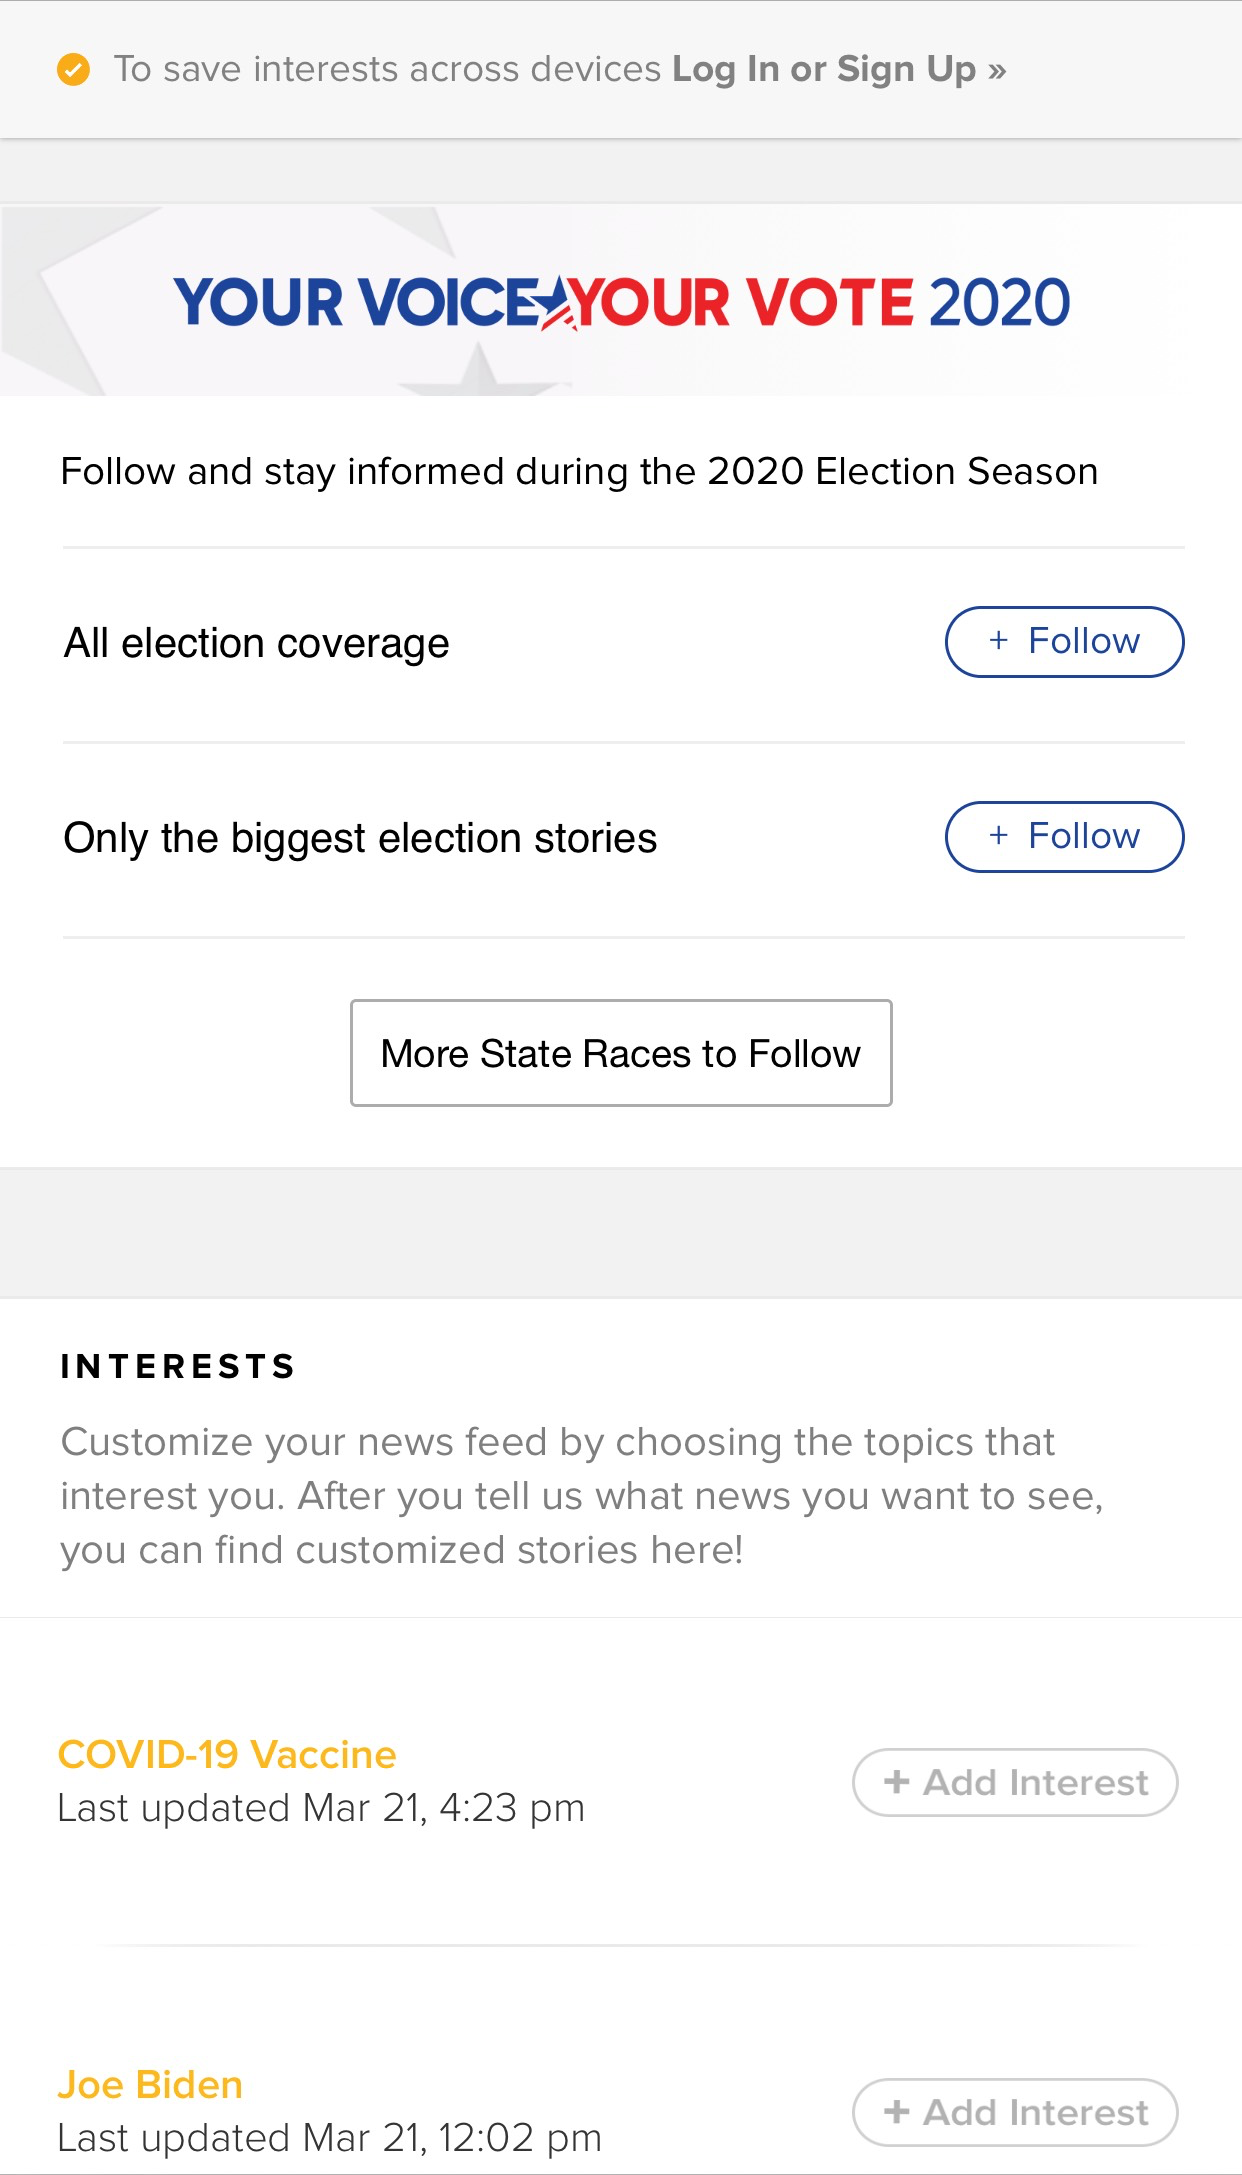 To save interests across devices Log In or Sign Up »
YOUR VOICE YOUR VOTE 2020
Follow and stay informed during the 2020 Election Season
All election coverage
+ Follow
Only the biggest election stories
+ Follow
More State Races to Follow
INTERESTS
Customize your news feed by choosing the topics that
interest you. After you tell us what news you want to see,
you can find customized stories here!
COVID-19 Vaccine
Last updated Mar 21, 4:23 pm
+ Add Interest
Joe Biden
Last updated Mar 21, 12:02 pm
+ Add Interest